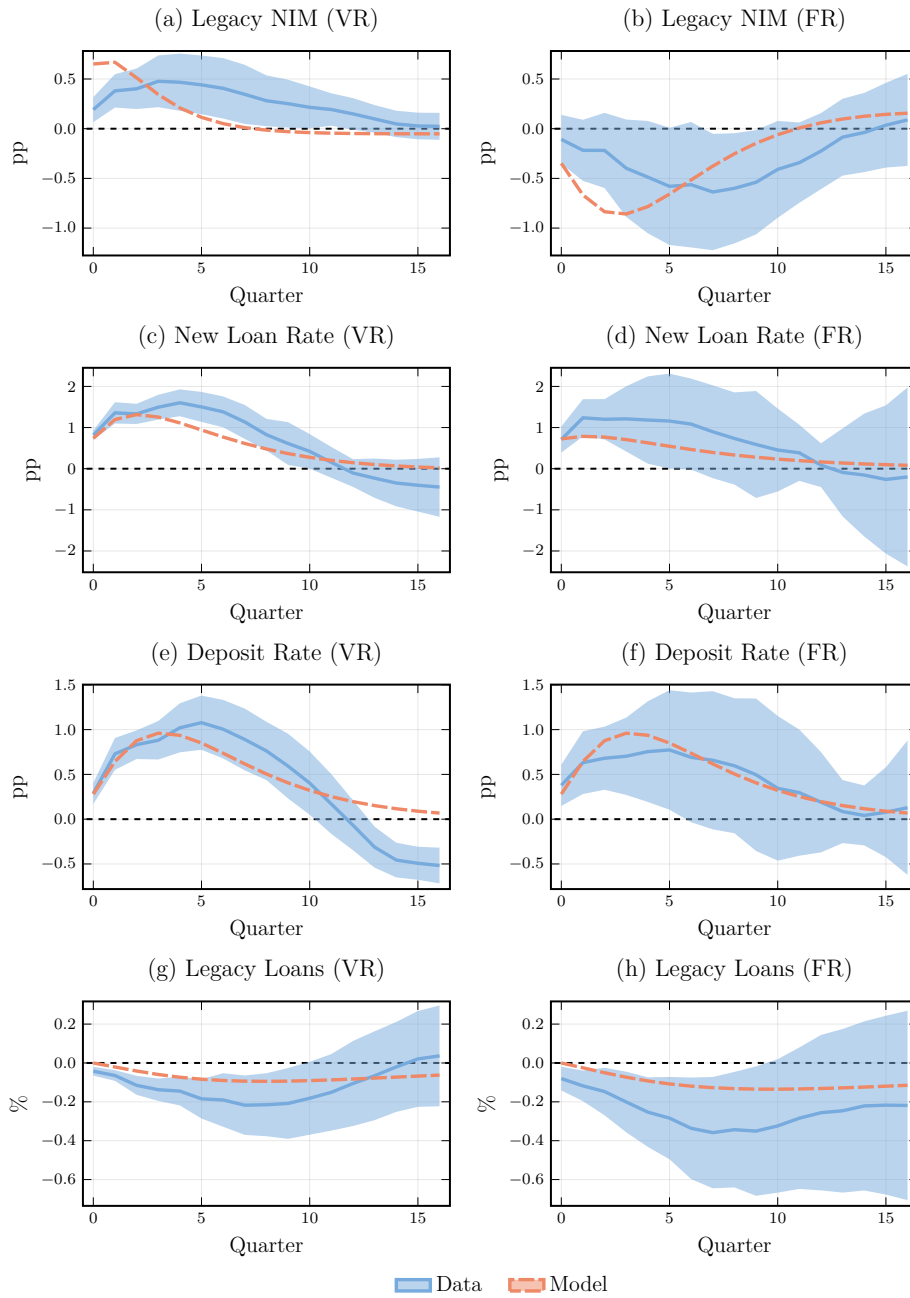 (a) Legacy NIM (VR)
(b) Legacy NIM (FR)
0.5
0.0
−0.5
−1.0
pp
0 5 10 15
Quarter
0.5
0.0
−0.5
−1.0
pp
0 5 10 15
Quarter
(c) New Loan Rate (VR)
(d) New Loan Rate (FR)
2
1
0
−1
−2
pp
0 5 10 15
Quarter
2
1
0
−1
−2
pp
0 5 10 15
Quarter
(e) Deposit Rate (VR)
(f) Deposit Rate (FR)
1.5
1.0
0.5
0.0
−0.5
pp
0 5 10 15
Quarter
1.5
1.0
0.5
0.0
−0.5
pp
0 5 10 15
Quarter
(g) Legacy Loans (VR)
(h) Legacy Loans (FR)
0.2
0.0
−0.2
−0.4
−0.6
%
0 5 10 15
Quarter
0.2
0.0
−0.2
−0.4
−0.6
%
0 5 10 15
Quarter
Data Model